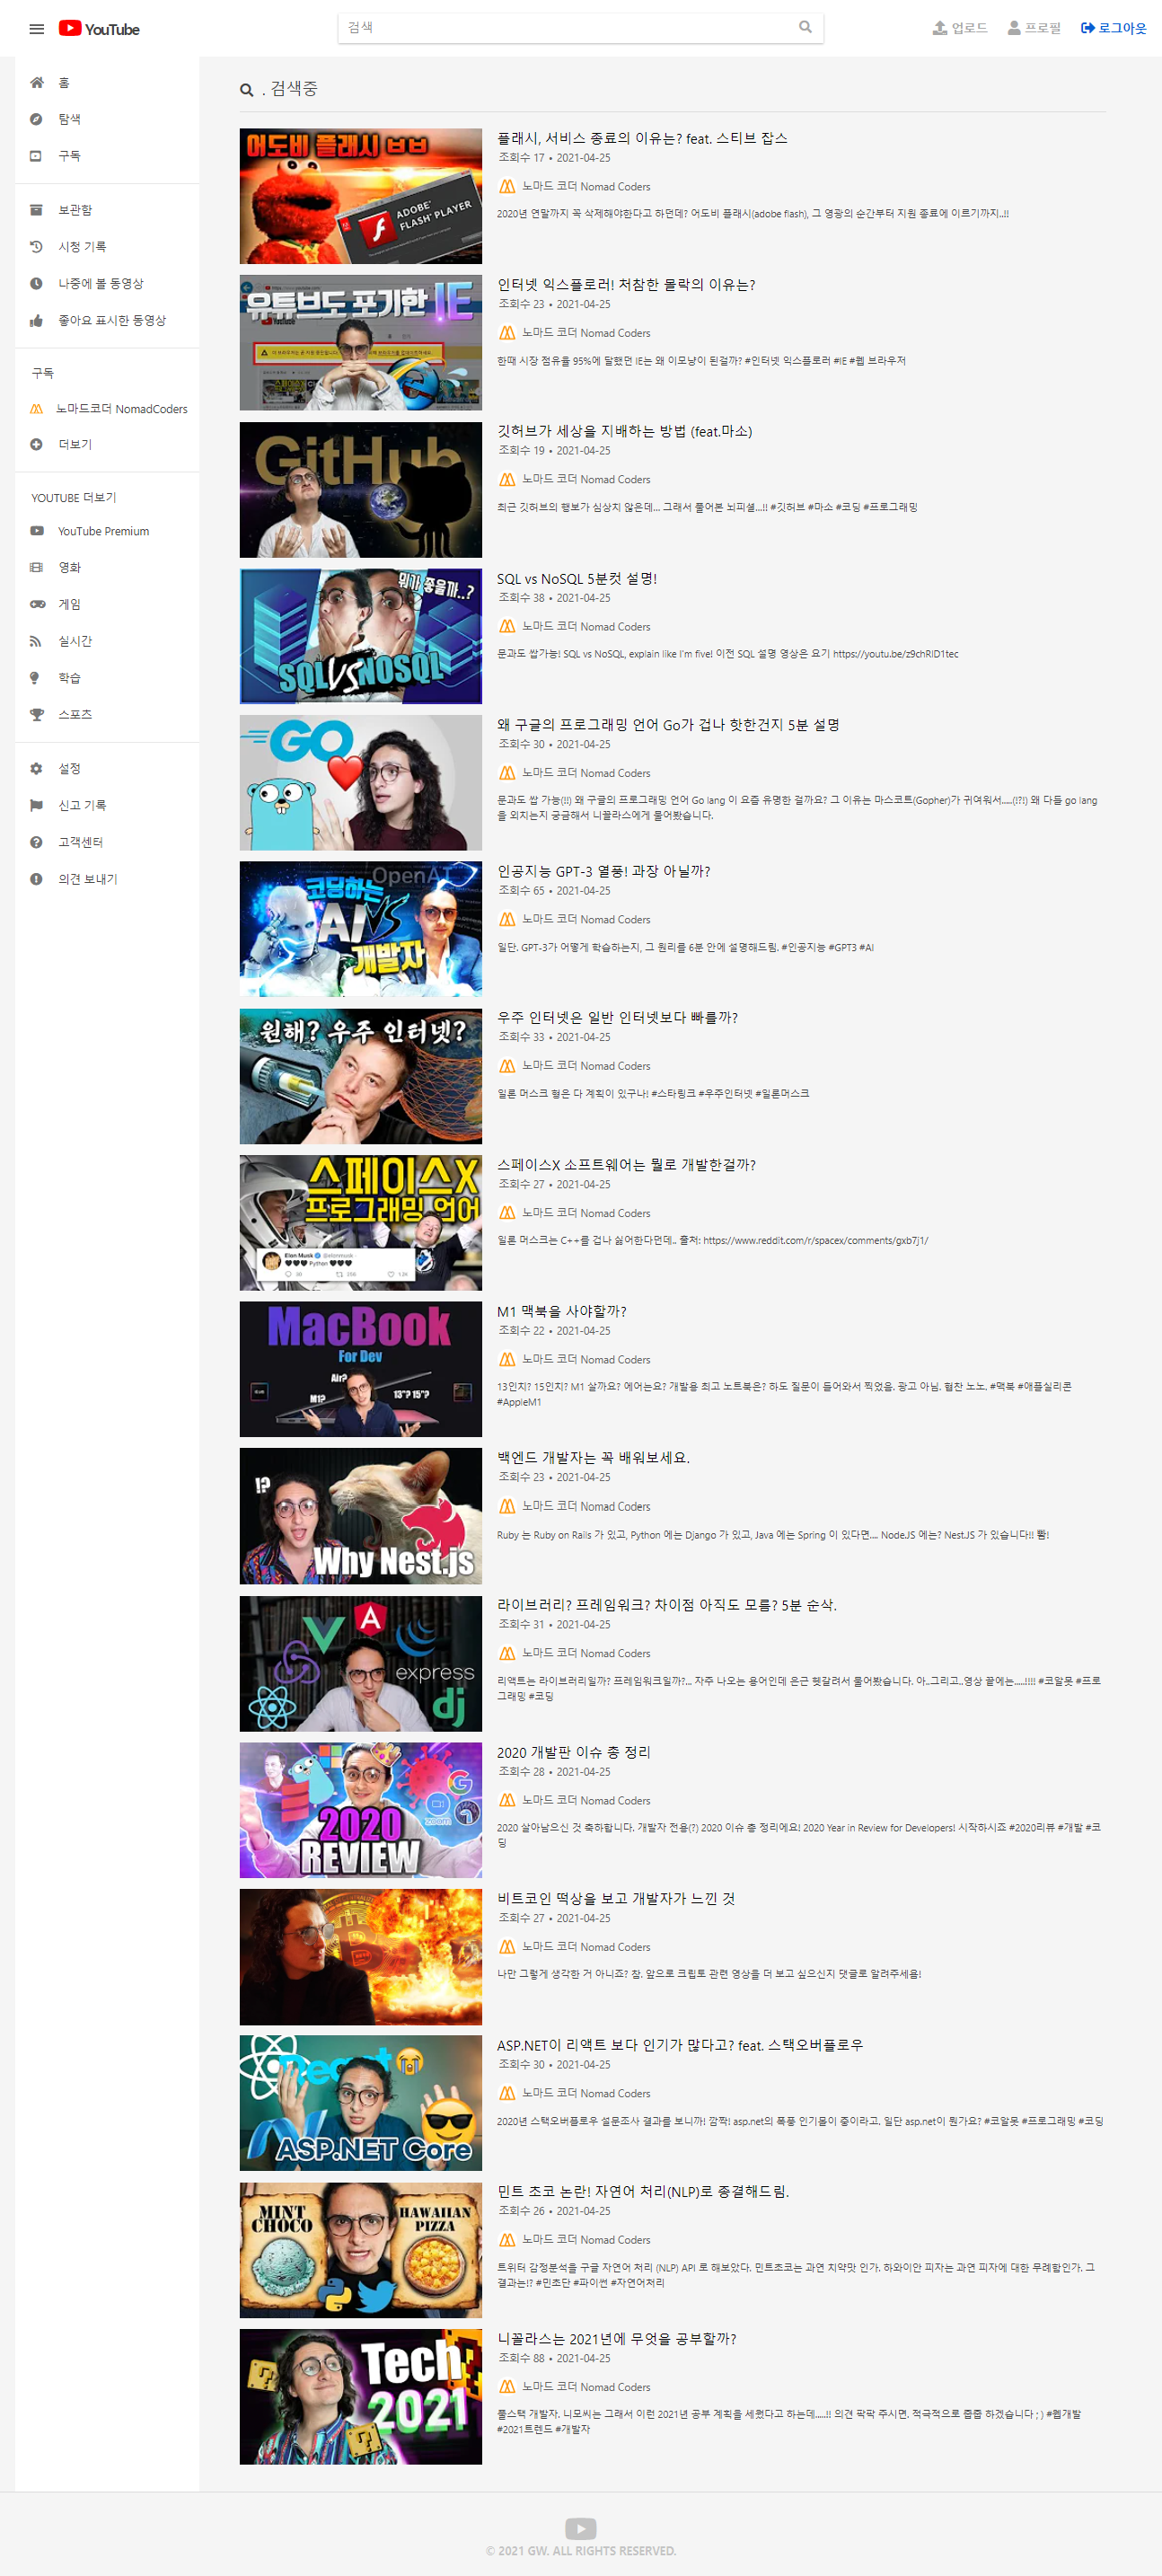 YouTube
검색
업로드
프로필
로그아웃
홈
탐색
구독
보관함
시청 기록
나중에 볼 동영상
좋아요 표시한 동영상
구독
노마드코더 NomadCoders
더보기
YOUTUBE 더보기
YouTube Premium
영화
게임
실시간
학습
스포츠
설정
신고 기록
고객센터
의견 보내기
. 검색중
어도비 플래시 ㅂㅂ
ADOBE®
FLASH® PLAYER
플래시, 서비스 종료의 이유는? feat. 스티브 잡스
조회수 17 • 2021-04-25
노마드 코더 Nomad Coders
2020년 연말까지 꼭 삭제해야한다고 하던데? 어도비 플래시(adobe flash), 그 영광의 순간부터 지원 종료에 이르기까지..!!
유튜브도 포기한 IE
인터넷 익스플로러! 처참한 몰락의 이유는?
조회수 23 • 2021-04-25
노마드 코더 Nomad Coders
한때 시장 점유율 95%에 달했던 IE는 왜 이모냥이 된걸까? #인터넷 익스플로러 #IE #웹 브라우저
GitHub
깃허브가 세상을 지배하는 방법 (feat.마소)
조회수 19 • 2021-04-25
노마드 코더 Nomad Coders
최근 깃허브의 행보가 심상치 않은데... 그래서 풀어본 뇌피셜...!! #깃허브 #마소 #코딩 #프로그래밍
뭐가 좋을까..?
SQL VS NOSQL
SQL vs NoSQL 5분컷 설명!
조회수 38 • 2021-04-25
노마드 코더 Nomad Coders
문과도 쌉가능! SQL vs NoSQL, explain like I'm five! 이전 SQL 설명 영상은 요기 https://youtu.be/z9chRlD1tec
GO
왜 구글의 프로그래밍 언어 Go가 겁나 핫한건지 5분 설명
조회수 30 • 2021-04-25
노마드 코더 Nomad Coders
문과도 쌉 가능(!!) 왜 구글의 프로그래밍 언어 Go lang 이 요즘 유명한 걸까요? 그 이유는 마스코트(Gopher)가 귀여워서.....(!?!) 왜 다들 go lang
을 외치는지 궁금해서 니꼴라스에게 물어봤습니다.
OpenAI
코딩하는
AI VS
개발자
인공지능 GPT-3 열풍! 과장 아닐까?
조회수 65 • 2021-04-25
노마드 코더 Nomad Coders
일단, GPT-3가 어떻게 학습하는지, 그 원리를 6분 안에 설명해드림. #인공지능 #GPT3 #AI
원해? 우주 인터넷?
우주 인터넷은 일반 인터넷보다 빠를까?
조회수 33 • 2021-04-25
노마드 코더 Nomad Coders
일론 머스크 형은 다 계획이 있구나! #스타링크 #우주인터넷 #일론머스크
스페이스X
프로그래밍 언어
Elon Musk
Python
스페이스X 소프트웨어는 뭘로 개발한걸까?
조회수 27 • 2021-04-25
노마드 코더 Nomad Coders
일론 머스크는 C++를 겁나 싫어한다던데.. 출처: https://www.reddit.com/r/spacex/comments/gxb7j1/
MacBook
For Dev
Air?
M1?
13"? 15"?
M1 맥북을 사야할까?
조회수 22 • 2021-04-25
노마드 코더 Nomad Coders
13인치? 15인치? M1 살까요? 에어는요? 개발용 최고 노트북은? 하도 질문이 들어와서 찍었음. 광고 아님. 협찬 노노. #맥북 #애플실리콘
#AppleM1
!?
Why Nest.js
백엔드 개발자는 꼭 배워보세요.
조회수 23 • 2021-04-25
노마드 코더 Nomad Coders
Ruby 는 Ruby on Rails 가 있고, Python 에는 Django 가 있고, Java 에는 Spring 이 있다면.... Node.JS 에는? Nest.JS 가 있습니다!! 빰!
express
dj
라이브러리? 프레임워크? 차이점 아직도 모름? 5분 순삭.
조회수 31 • 2021-04-25
노마드 코더 Nomad Coders
리액트는 라이브러리일까? 프레임워크일까?... 자주 나오는 용어인데 은근 헷갈려서 풀어봤습니다. 아..그리고..영상 끝에는.....!!!! #코알못 #프로
그래밍 #코딩
zoom
2020
REVIEW
2020 개발판 이슈 총 정리
조회수 28 • 2021-04-25
노마드 코더 Nomad Coders
2020 살아남으신 것 축하합니다. 개발자 전용(?) 2020 이슈 총 정리에요! 2020 Year in Review for Developers! 시작하시죠 #2020리뷰 #개발 #코
딩
비트코인 떡상을 보고 개발자가 느낀 것
조회수 27 • 2021-04-25
노마드 코더 Nomad Coders
나만 그렇게 생각한 거 아니죠? 참, 앞으로 크립토 관련 영상을 더 보고 싶으신지 댓글로 알려주세용!
React
ASP.NET Core
ASP.NET이 리액트 보다 인기가 많다고? feat. 스택오버플로우
조회수 30 • 2021-04-25
노마드 코더 Nomad Coders
2020년 스택오버플로우 설문조사 결과를 보니까! 깜짝! asp.net의 폭풍 인기몰이 중이라고. 일단 asp.net이 뭔가요? #코알못 #프로그래밍 #코딩
MINT
CHOCO
HAWAIIAN
PIZZA
민트 초코 논란! 자연어 처리(NLP)로 종결해드림.
조회수 26 • 2021-04-25
노마드 코더 Nomad Coders
트위터 감정분석을 구글 자연어 처리 (NLP) API 로 해보았다. 민트초코는 과연 치약맛 인가, 하와이안 피자는 과연 피자에 대한 무례함인가, 그
결과는!? #민초단 #파이썬 #자연어처리
Tech
2021
니꼴라스는 2021년에 무엇을 공부할까?
조회수 88 • 2021-04-25
노마드 코더 Nomad Coders
풀스택 개발자, 니모씨는 그래서 이런 2021년 공부 계획을 세웠다고 하는데.....!! 의견 팍팍 주시면, 적극적으로 줍줍 하겠습니다 ; ) #웹개발
#2021트렌드 #개발자
© 2021 GW. ALL RIGHTS RESERVED.